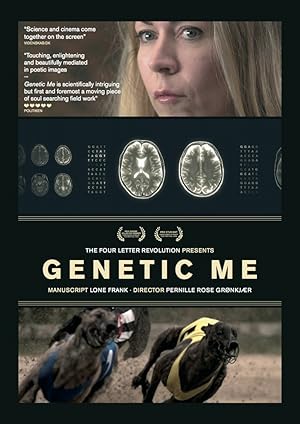 "Science and cinema come
together on the screen"
VIDENSKAB.DK
"Touching, enlightening
and beautifully mediated
in poetic images
—
Genetic Me is scientifically intriguing
but first and foremost a moving piece
of soul searching field work"
POLITIKEN
THE FOUR LETTER REVOLUTION PRESENTS
GENETIC ME
MANUSCRIPT LONE FRANK - DIRECTOR PERNILLE ROSE GRØNKJÆR